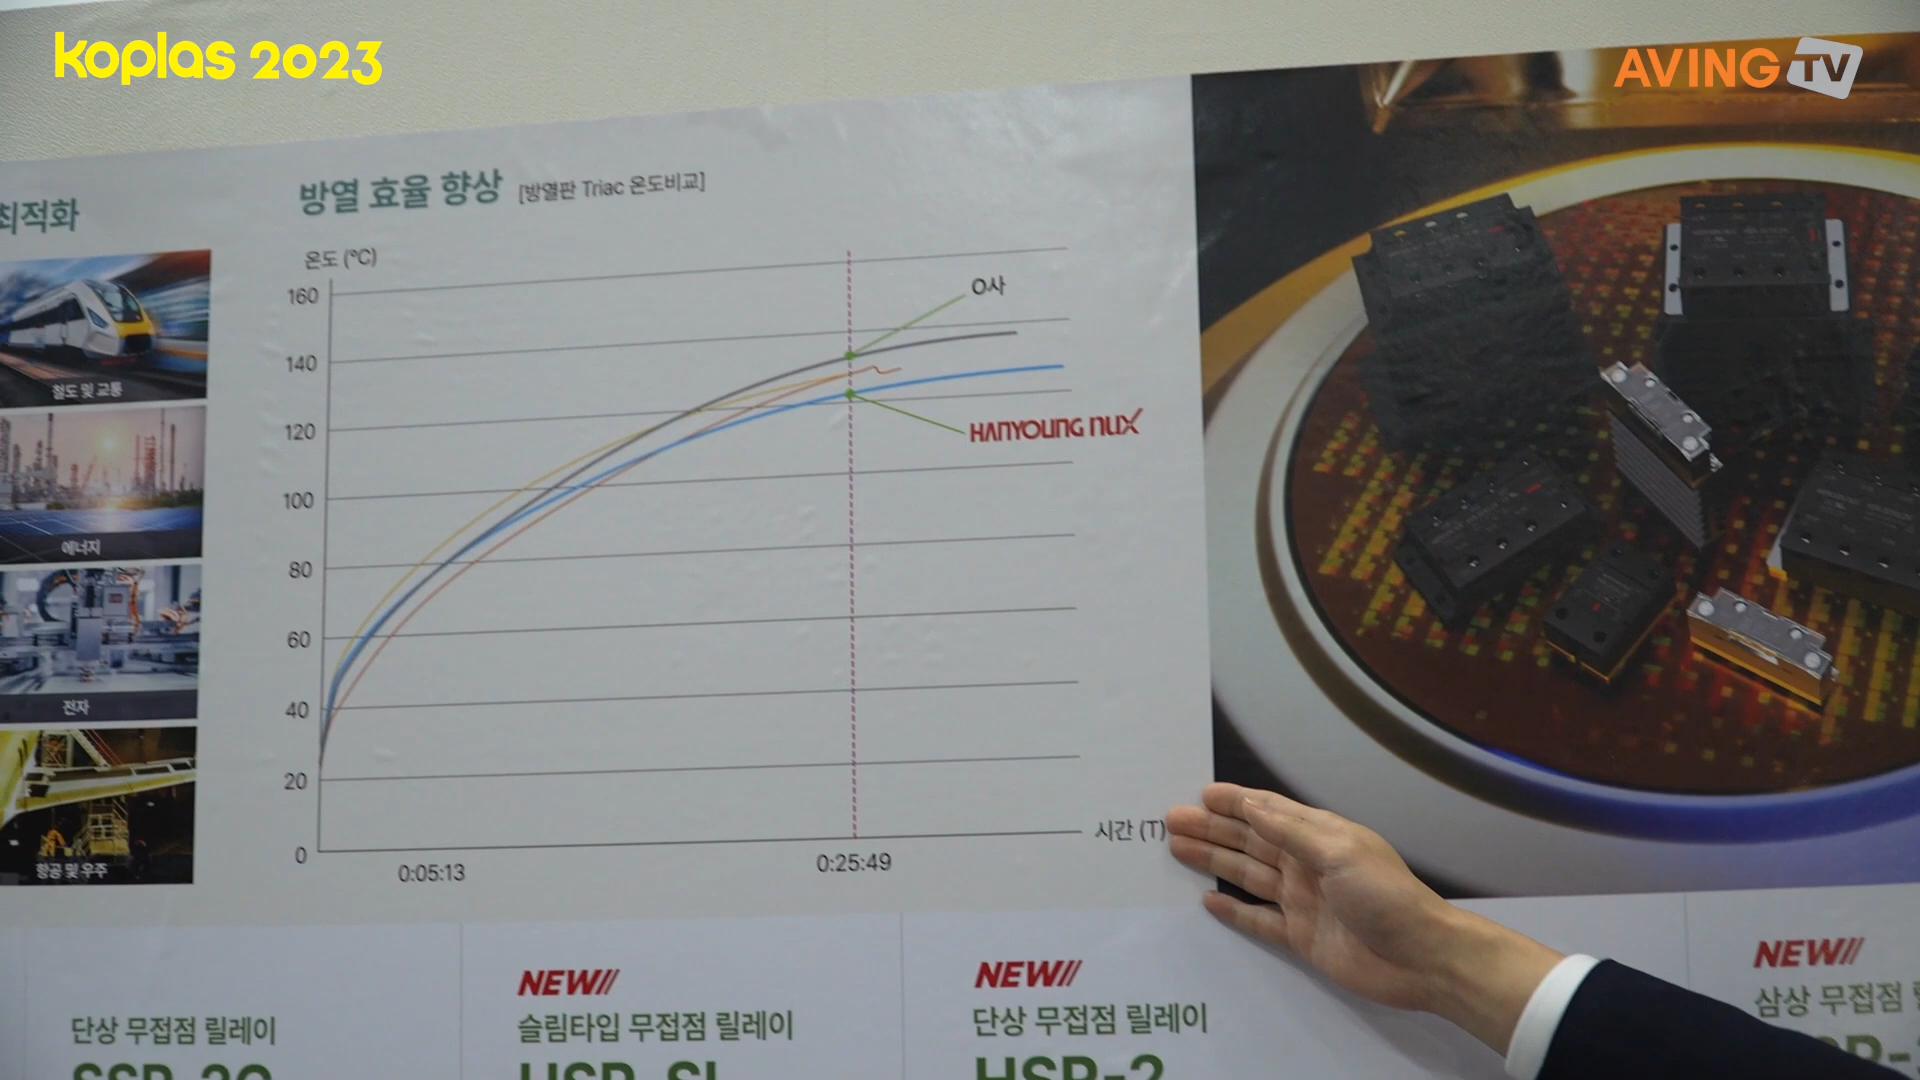 koplas 2023
AVING TV
최적화
철도 및 교통
에너지
전자
항공 및 우주
방열 효율 향상 [방열판 Triac 온도비교]
온도 (°C)
160
140
120
100
80
60
40
20
0
O사
HANYOUNG NUX
0:05:13
0:25:49
시간 (T)
단상 무접점 릴레이
NEW
슬림타입 무접점 릴레이
NEW
단상 무접점 릴레이
HSR-2
NEW
삼상 무접점